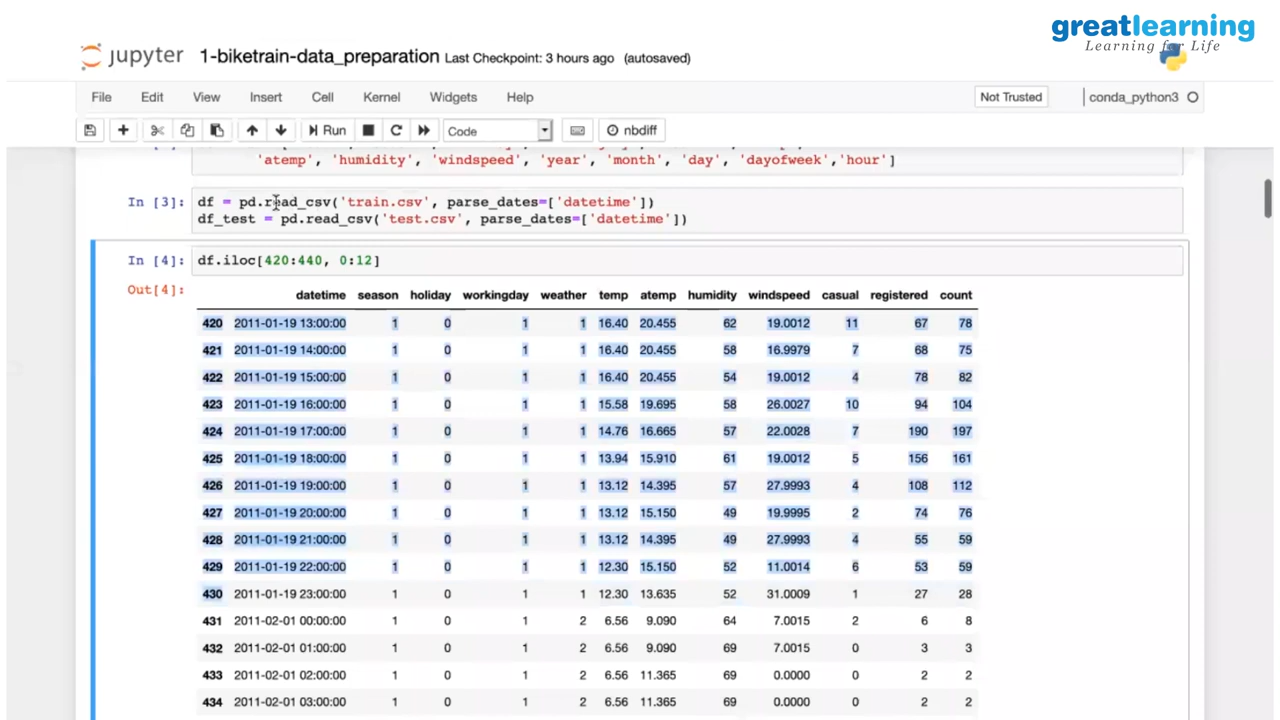 greatlearning
Learning for Life
jupyter 1-biketrain-data_preparation Last Checkpoint: 3 hours ago (autosaved)
File Edit View Insert Cell Kernel Widgets Help Not Trusted conda_python3
Run Code nbdiff
'atemp', 'humidity', 'windspeed', 'year', 'month', 'day', 'dayofweek','hour']
In [3]: df = pd.read_csv('train.csv', parse_dates=['datetime'])
df_test = pd.read_csv('test.csv', parse_dates=['datetime'])
In [4]: df.iloc[420:440, 0:12]
Out[4]:
datetime season holiday workingday weather temp atemp humidity windspeed casual registered count
420 2011-01-19 13:00:00 1 0 1 1 16.40 20.455 62 19.0012 11 67 78
421 2011-01-19 14:00:00 1 0 1 1 16.40 20.455 58 16.9979 7 68 75
422 2011-01-19 15:00:00 1 0 1 1 16.40 20.455 54 19.0012 4 78 82
423 2011-01-19 16:00:00 1 0 1 1 15.58 19.695 58 26.0027 10 94 104
424 2011-01-19 17:00:00 1 0 1 1 14.76 16.665 57 22.0028 7 190 197
425 2011-01-19 18:00:00 1 0 1 1 13.94 15.910 61 19.0012 5 156 161
426 2011-01-19 19:00:00 1 0 1 1 13.12 14.395 57 27.9993 4 108 112
427 2011-01-19 20:00:00 1 0 1 1 13.12 15.150 49 19.9995 2 74 76
428 2011-01-19 21:00:00 1 0 1 1 13.12 14.395 49 27.9993 4 55 59
429 2011-01-19 22:00:00 1 0 1 1 12.30 15.150 52 11.0014 6 53 59
430 2011-01-19 23:00:00 1 0 1 1 12.30 13.635 52 31.0009 1 27 28
431 2011-02-01 00:00:00 1 0 1 2 6.56 9.090 64 7.0015 2 6 8
432 2011-02-01 01:00:00 1 0 1 2 6.56 9.090 69 7.0015 0 3 3
433 2011-02-01 02:00:00 1 0 1 2 6.56 11.365 69 0.0000 0 2 2
434 2011-02-01 03:00:00 1 0 1 2 6.56 11.365 69 0.0000 0 2 2